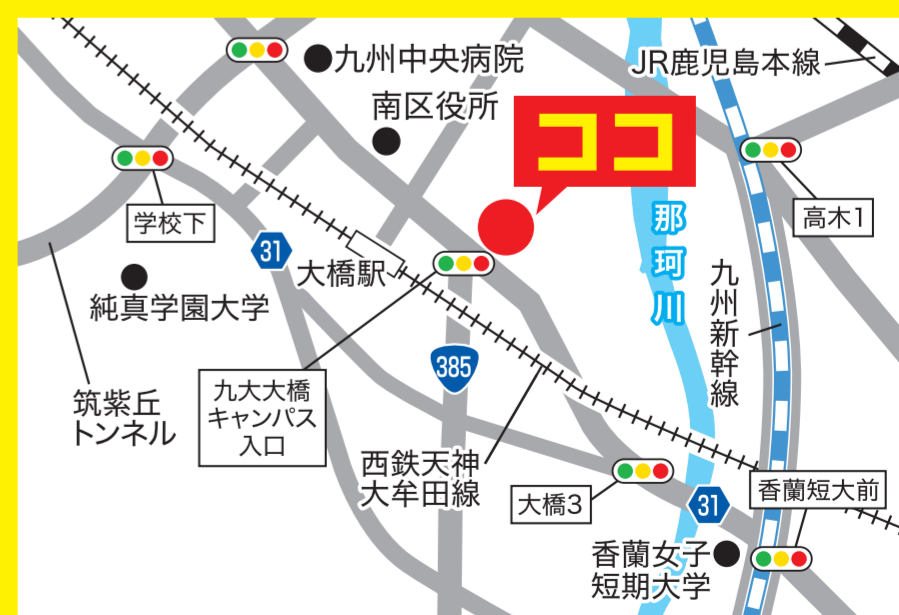 九州中央病院
JR鹿児島本線
南区役所
ココ
学校下
高木1
那珂川
31
大橋駅
九州新幹線
純真学園大学
385
九大大橋
キャンパス
入口
筑紫丘
トンネル
西鉄天神
大牟田線
大橋3
31
香蘭短大前
香蘭女子
短期大学